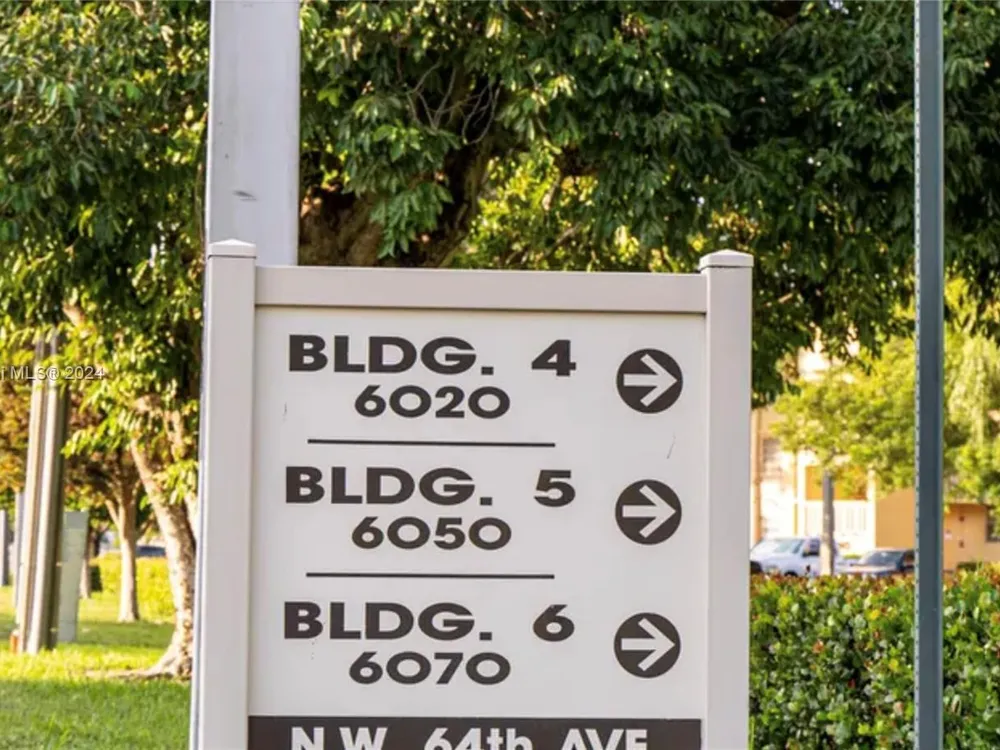 BLDG. 4
6020
BLDG. 5
6050
BLDG. 6
6070
N.W. 64th AVE
MLS® 2024